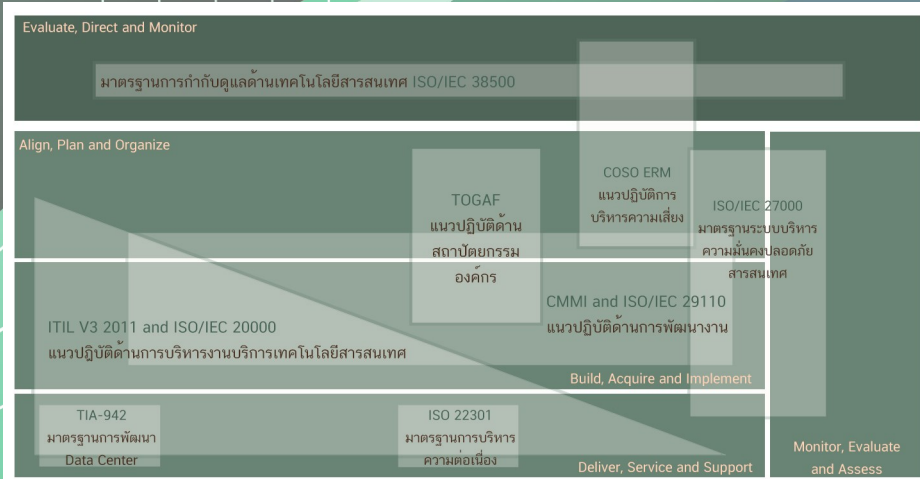 Evaluate, Direct and Monitor
มาตรฐานการกำกับดูแลด้านเทคโนโลยีสารสนเทศ ISO/IEC 38500
Align, Plan and Organize
COSO ERM
แนวปฏิบัติการ
บริหารความเสี่ยง
TOGAF
แนวปฏิบัติด้าน
สถาปัตยกรรม
องค์กร
ISO/IEC 27000
มาตรฐานระบบบริหาร
ความมั่นคงปลอดภัย
สารสนเทศ
CMMI and ISO/IEC 29110
แนวปฏิบัติด้านการพัฒนางาน
ITIL V3 2011 and ISO/IEC 20000
แนวปฎิบัติด้านการบริหารงานบริการเทคโนโลยีสารสนเทศ
Build, Acquire and Implement
TIA-942
มาตรฐานการพัฒนา
Data Center
ISO 22301
มาตรฐานการบริหาร
ความต่อเนื่อง
Deliver, Service and Support
Monitor, Evaluate
and Assess